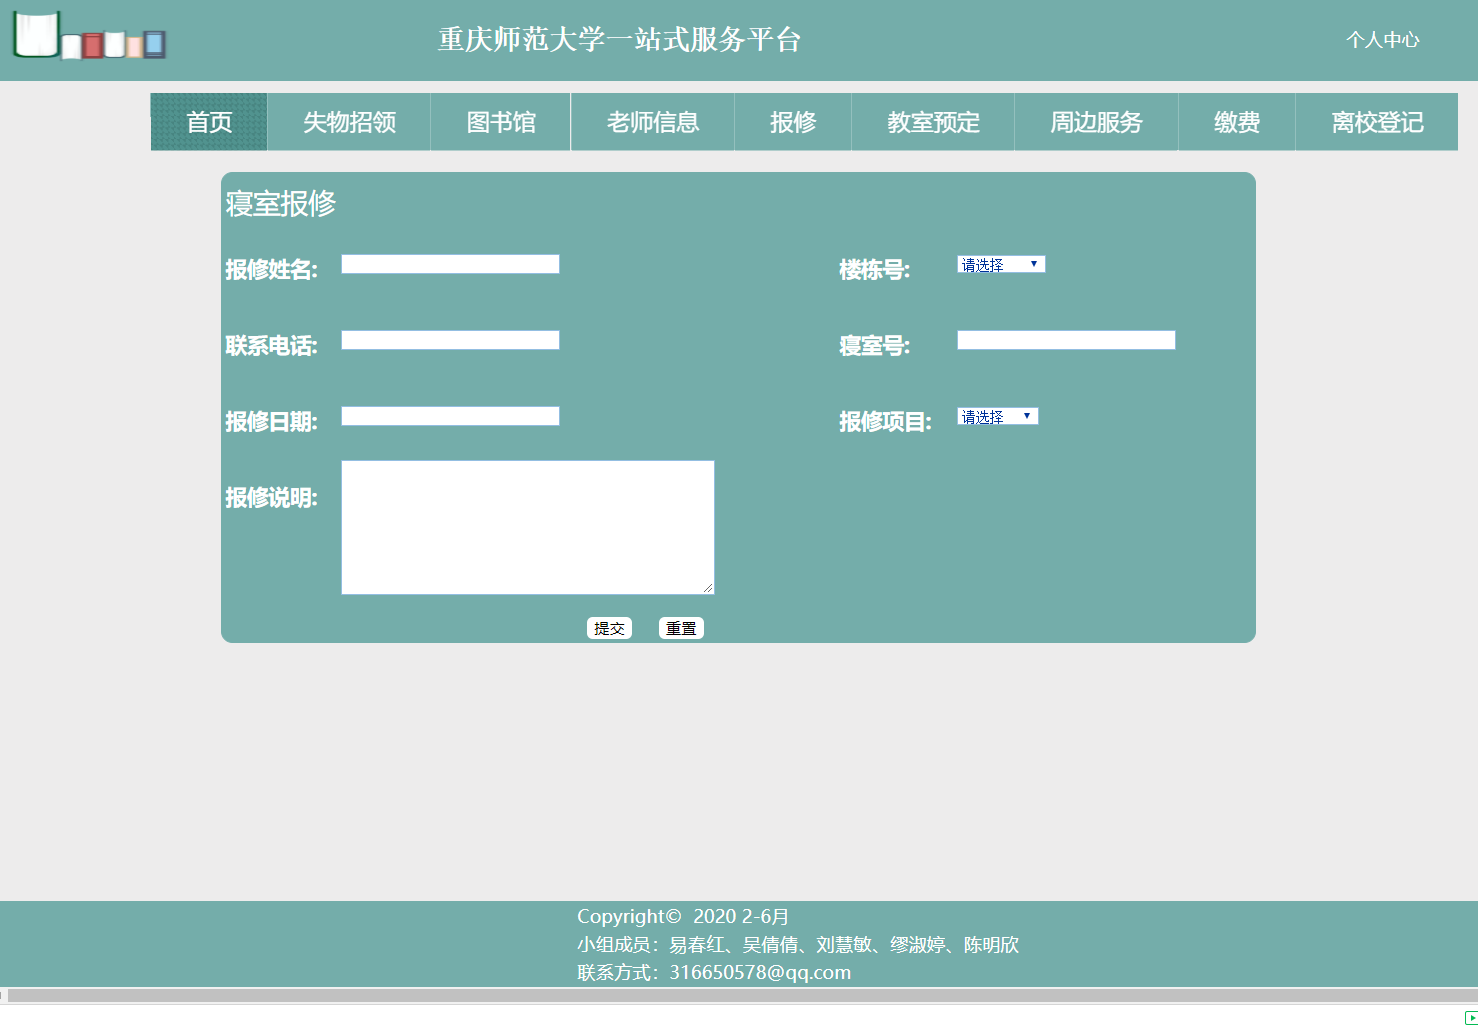 重庆师范大学一站式服务平台
个人中心
首页 失物招领 图书馆 老师信息 报修 教室预定 周边服务 缴费 离校登记
寝室报修
报修姓名:
楼栋号: 请选择
联系电话:
寝室号:
报修日期:
报修项目: 请选择
报修说明:
提交 重置
Copyright© 2020 2-6月
小组成员：易春红、吴倩倩、刘慧敏、缪淑婷、陈明欣
联系方式：316650578@qq.com